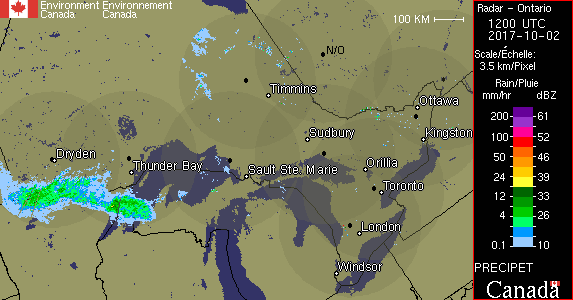 Environment Environnement
Canada Canada
100 KM
N/O
Timmins
Ottawa
Sudbury
Kingston
Dryden
Thunder Bay
Sault Ste. Marie
Orillia
Toronto
London
Windsor
Radar - Ontario
1200 UTC
2017-10-02
Scale/Échelle:
3.5 km/Pixel
Rain/Pluie
mm/hr dBZ
200 61
100 52
50 46
24 39
12 33
4 26
0.1 10
PRECIPET
Canada